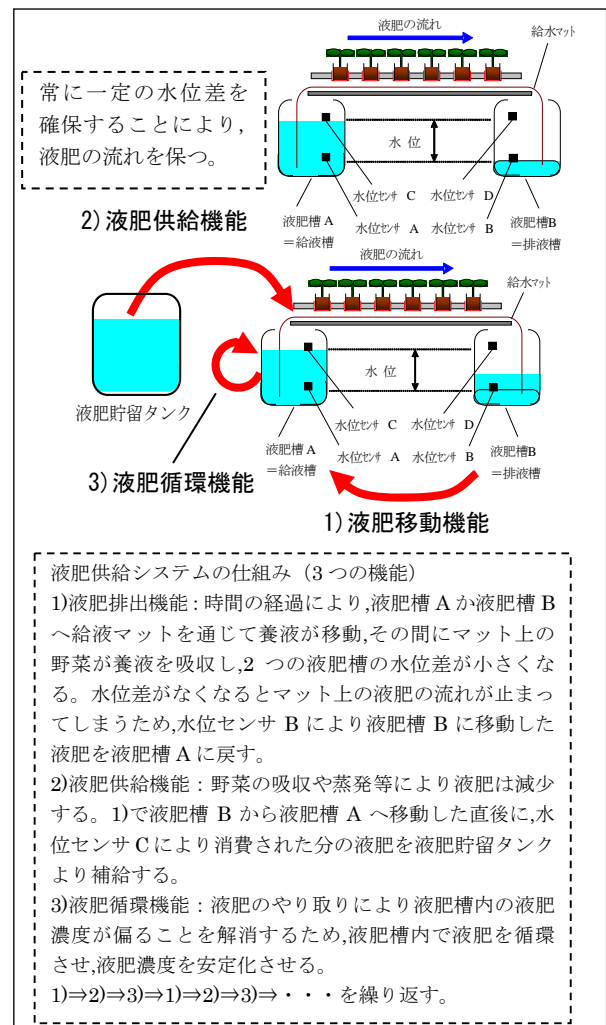 液肥の流れ
給水マット
常に一定の水位差を
確保することにより,
液肥の流れを保つ。
水 位
水位センサ C 水位センサ D
液肥槽 A
=給液槽
水位センサ A 水位センサ B
液肥槽B
=排液槽
2) 液肥供給機能
液肥の流れ
給水マット
水 位
液肥貯留タンク
水位センサ C 水位センサ D
液肥槽 A
=給液槽
水位センサ A 水位センサ B
液肥槽B
=排液槽
3) 液肥循環機能
1) 液肥移動機能
液肥供給システムの仕組み（3 つの機能）
1)液肥排出機能：時間の経過により,液肥槽 A か液肥槽 B
へ給液マットを通じて養液が移動,その間にマット上の
野菜が養液を吸収し,2 つの液肥槽の水位差が小さくな
る。水位差がなくなるとマット上の液肥の流れが止まっ
てしまうため,水位センサ B により液肥槽 B に移動した
液肥を液肥槽 A に戻す。
2)液肥供給機能：野菜の吸収や蒸発等により液肥は減少
する。1)で液肥槽 B から液肥槽 A へ移動した直後に,水
位センサ C により消費された分の液肥を液肥貯留タンク
より補給する。
3)液肥循環機能：液肥のやり取りにより液肥槽内の液肥
濃度が偏ることを解消するため,液肥槽内で液肥を循環
させ,液肥濃度を安定化させる。
1)⇒2)⇒3)⇒1)⇒2)⇒3)⇒・・・を繰り返す。